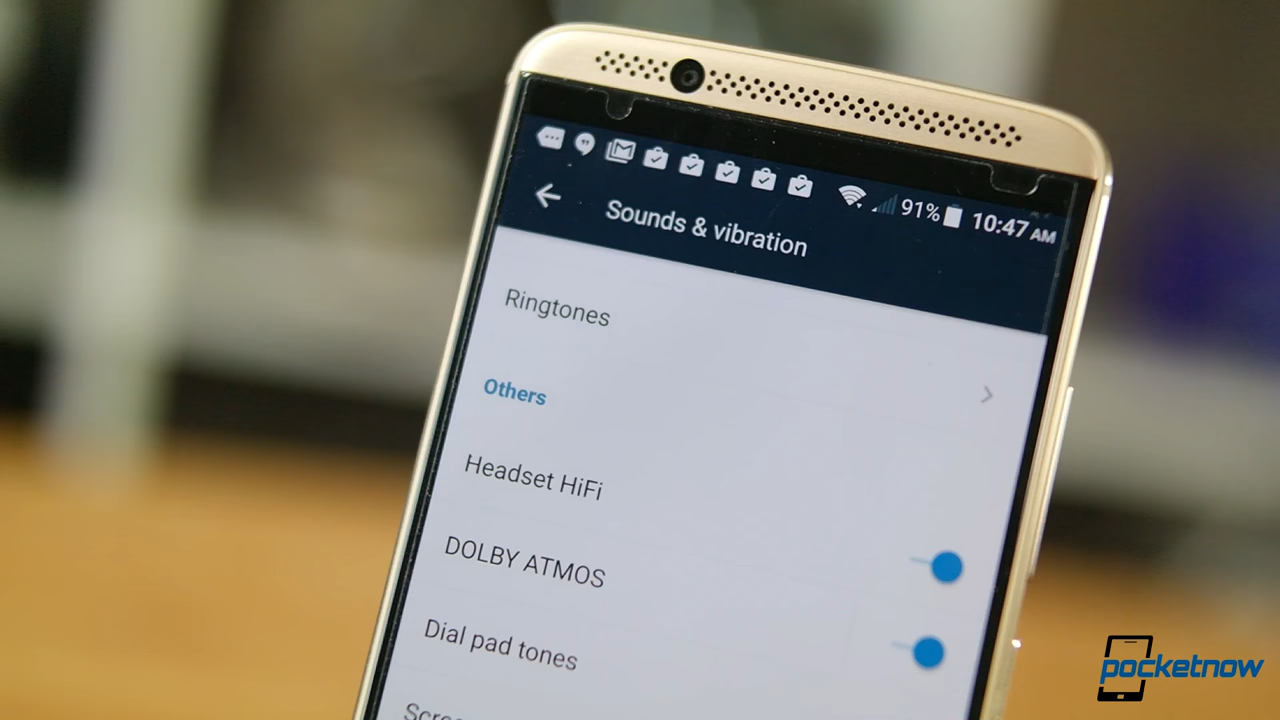 91% 10:47 AM
Sounds & vibration
Ringtones
Others
Headset HiFi
DOLBY ATMOS
Dial pad tones
pocketnow